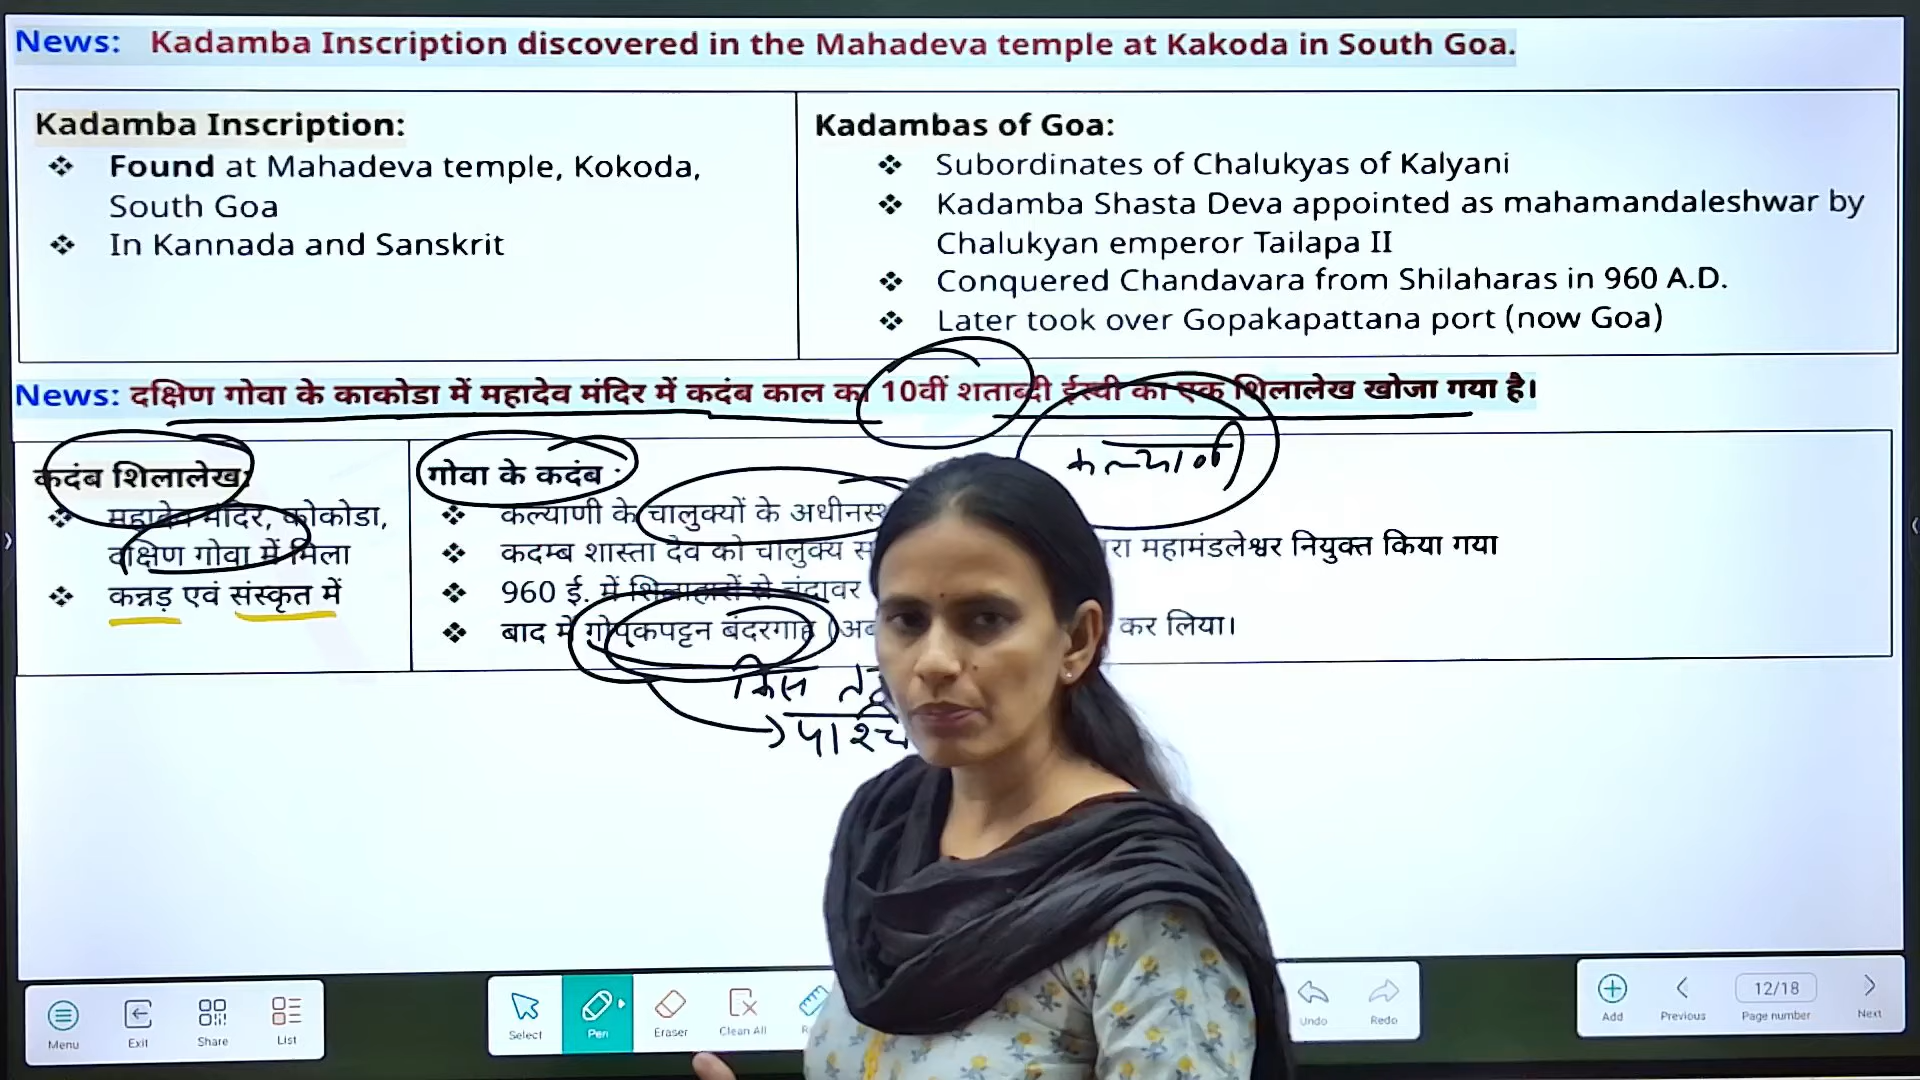 News: Kadamba Inscription discovered in the Mahadeva temple at Kakoda in South Goa.
Kadamba Inscription:
Found at Mahadeva temple, Kokoda,
South Goa
In Kannada and Sanskrit
Kadambas of Goa:
Subordinates of Chalukyas of Kalyani
Kadamba Shasta Deva appointed as mahamandaleshwar by
Chalukyan emperor Tailapa II
Conquered Chandavara from Shilaharas in 960 A.D.
Later took over Gopakapattana port (now Goa)
News: दक्षिण गोवा के काकोडा में महादेव मंदिर में कदंब काल का 10वीं शताब्दी ईस्वी का एक शिलालेख खोजा गया है।
कदंब शिलालेख:
महादेव मंदिर, कोकोडा,
दक्षिण गोवा में मिला
कन्नड़ एवं संस्कृत में
गोवा के कदंब :
कल्याणी
कल्याणी के चालुक्यों के अधीनस्थ
कदम्ब शास्ता देव को चालुक्य महामंडलेश्वर नियुक्त किया गया
960 ई. में शिलाहारों से चंदावर
बाद में गोपकपट्टन बंदरगाह (अब कर लिया।
किस
Menu
Exit
Share
List
Select
Pen
Eraser
Clean All
Undo
Redo
Add
Previous
12/18
Page number
Next